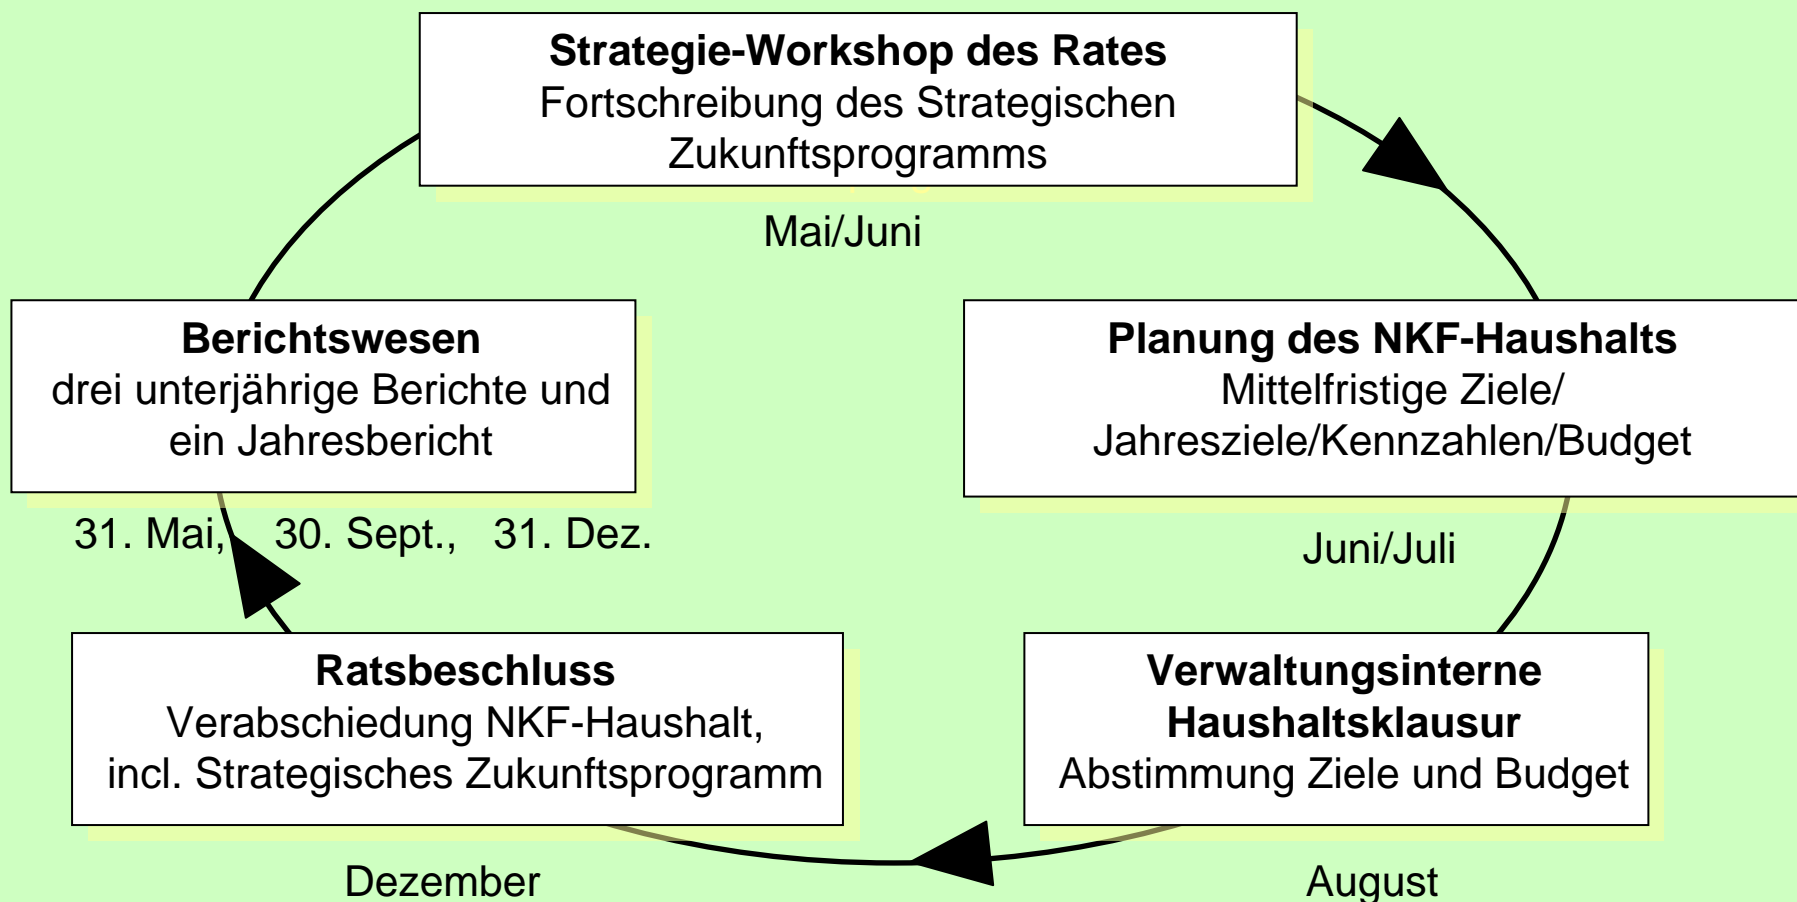 Strategie-Workshop des Rates
Fortschreibung des Strategischen
Zukunftsprogramms
Mai/Juni
Berichtswesen
drei unterjährige Berichte und
ein Jahresbericht
31. Mai, 30. Sept., 31. Dez.
Planung des NKF-Haushalts
Mittelfristige Ziele/
Jahresziele/Kennzahlen/Budget
Juni/Juli
Ratsbeschluss
Verabschiedung NKF-Haushalt,
incl. Strategisches Zukunftsprogramm
Dezember
Verwaltungsinterne
Haushaltsklausur
Abstimmung Ziele und Budget
August